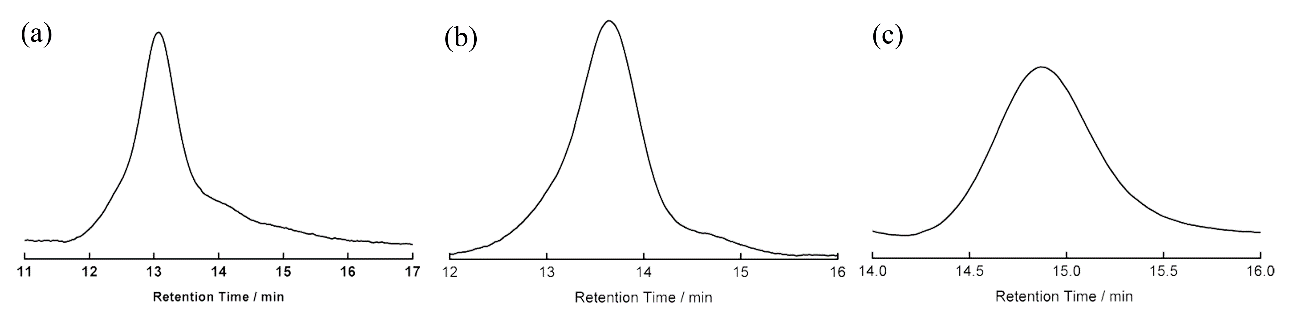 (a)
11 12 13 14 15 16 17
Retention Time / min
(b)
12 13 14 15 16
Retention Time / min
(c)
14.0 14.5 15.0 15.5 16.0
Retention Time / min